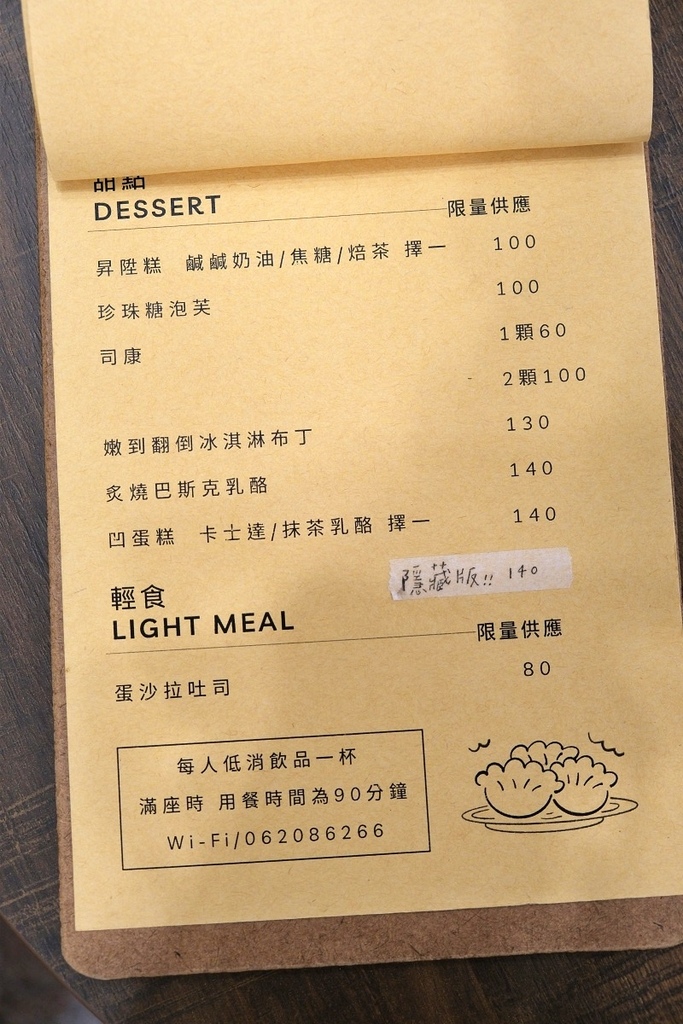 甜點
DESSERT 限量供應
昇陞糕 鹹鹹奶油/焦糖/焙茶 擇一 100
珍珠糖泡芙 100
司康 1顆60
2顆100
嫩到翻倒冰淇淋布丁 130
炙燒巴斯克乳酪 140
凹蛋糕 卡士達/抹茶乳酪 擇一 140
隱藏版!! 140
輕食
LIGHT MEAL 限量供應
蛋沙拉吐司 80
每人低消飲品一杯
滿座時 用餐時間為90分鐘
Wi-Fi/062086266